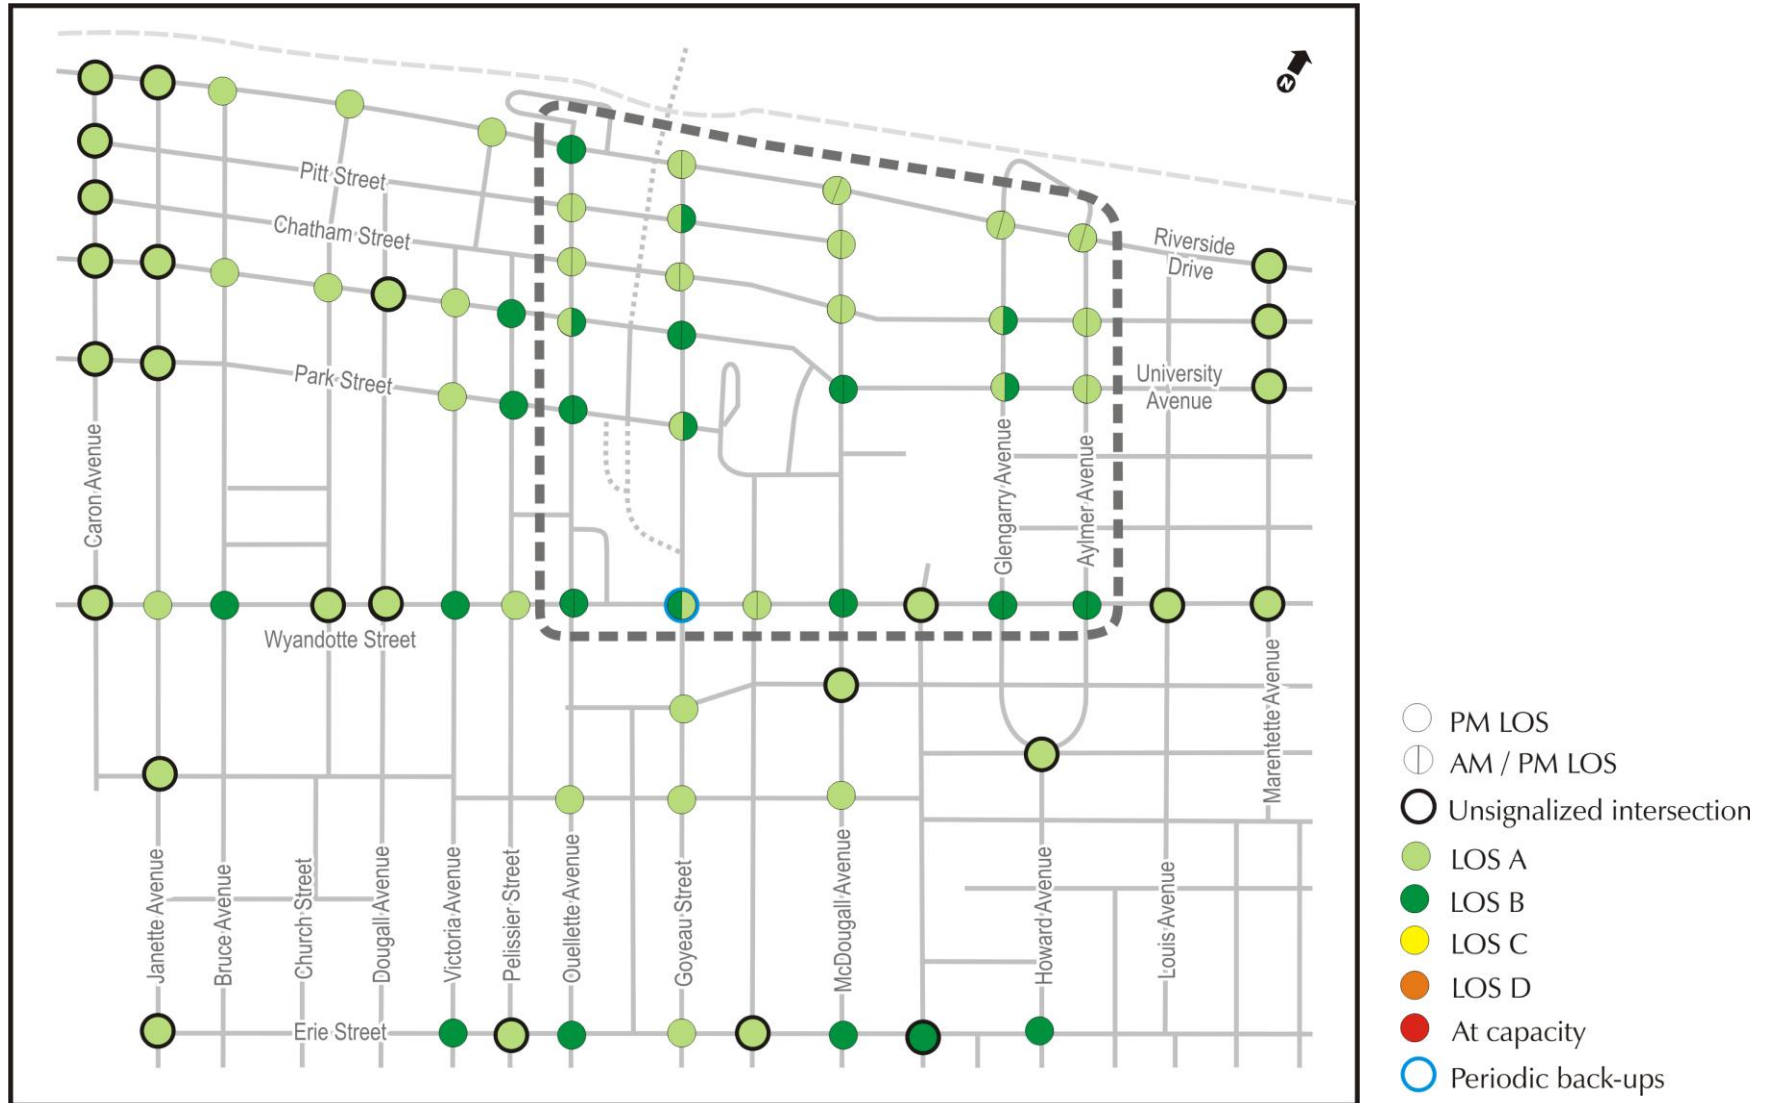 N
Pitt Street
Chatham Street
Riverside
Drive
Park Street
University
Avenue
Caron Avenue
Glengarry Avenue
Aylmer Avenue
Wyandotte Street
Marentette Avenue
Janette Avenue
Bruce Avenue
Church Street
Dougall Avenue
Victoria Avenue
Pelissier Street
Ouellette Avenue
Goyeau Street
McDougall Avenue
Howard Avenue
Louis Avenue
Erie Street
PM LOS
AM / PM LOS
Unsignalized intersection
LOS A
LOS B
LOS C
LOS D
At capacity
Periodic back-ups